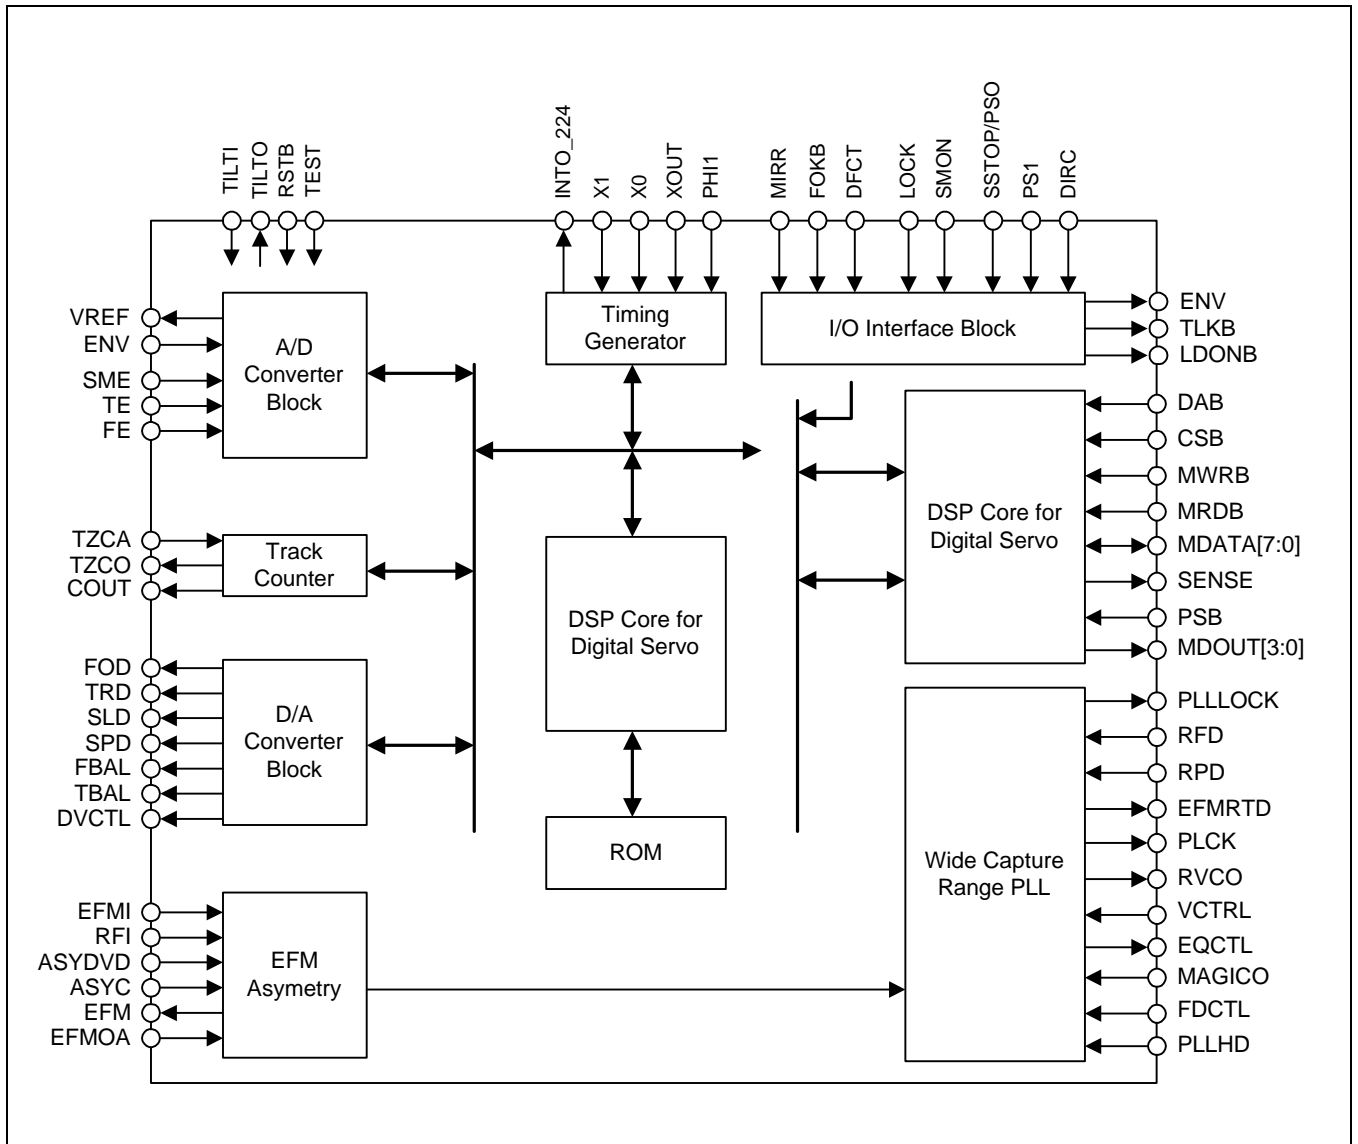 TILTI
TILTO
RSTB
TEST
INTO_224
X1
X0
XOUT
PHI1
MIRR
FOKB
DFCT
LOCK
SMON
SSTOP/PSO
PS1
DIRC
VREF
ENV
SME
TE
FE
A/D
Converter
Block
Timing
Generator
I/O Interface Block
ENV
TLKB
LDONB
TZCA
TZCO
COUT
Track
Counter
DSP Core for
Digital Servo
DSP Core for
Digital Servo
DAB
CSB
MWRB
MRDB
MDATA[7:0]
SENSE
PSB
MDOUT[3:0]
FOD
TRD
SLD
SPD
FBAL
TBAL
DVCTL
D/A
Converter
Block
ROM
Wide Capture
Range PLL
PLLLOCK
RFD
RPD
EFMRTD
PLCK
RVCO
VCTRL
EQCTL
MAGICO
FDCTL
PLLHD
EFMI
RFI
ASYDVD
ASYC
EFM
EFMOA
EFM
Asymetry